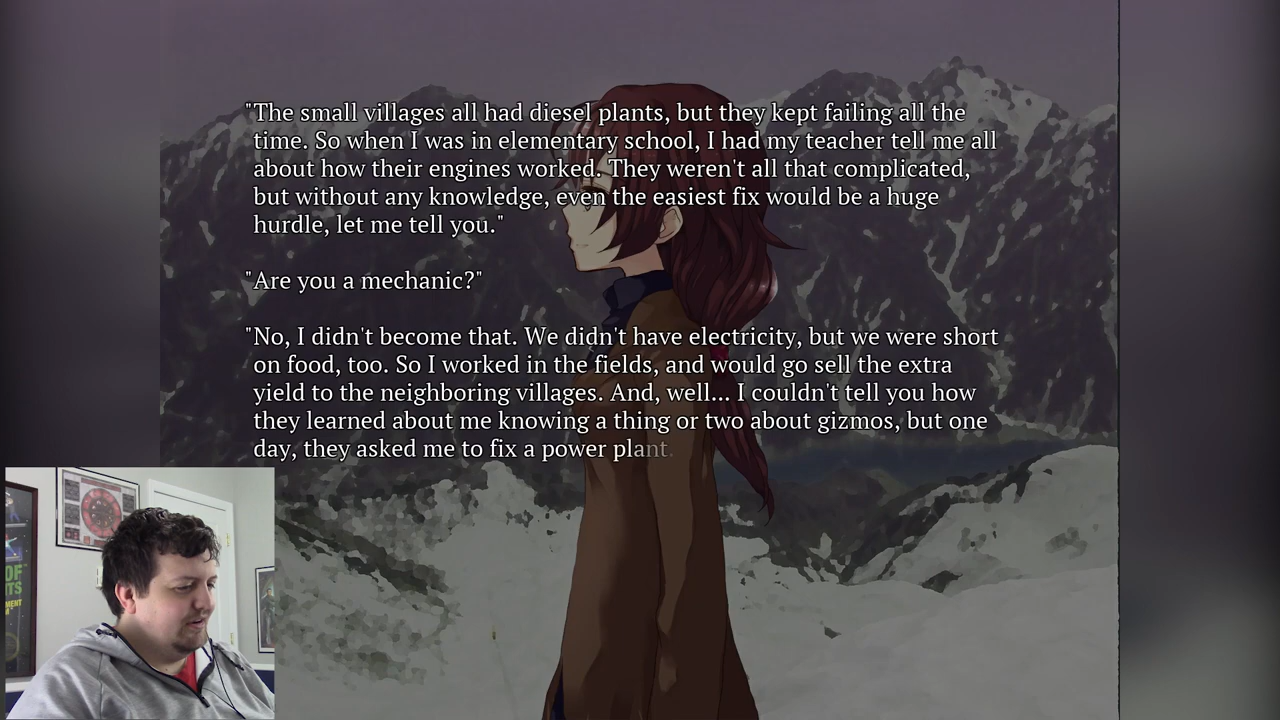 "The small villages all had diesel plants, but they kept failing all the
time. So when I was in elementary school, I had my teacher tell me all
about how their engines worked. They weren't all that complicated,
but without any knowledge, even the easiest fix would be a huge
hurdle, let me tell you."
"Are you a mechanic?"
"No, I didn't become that. We didn't have electricity, but we were short
on food, too. So I worked in the fields, and would go sell the extra
yield to the neighboring villages. And, well... I couldn't tell you how
they learned about me knowing a thing or two about gizmos, but one
day, they asked me to fix a power plant.